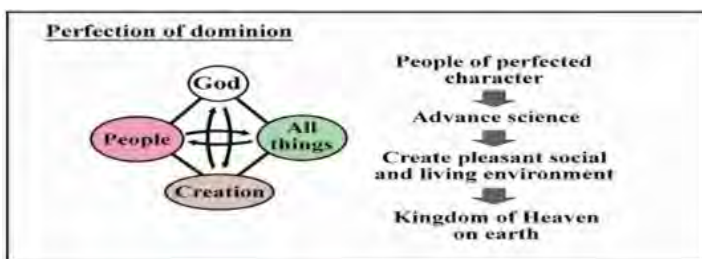 Perfection of dominion
God
People
All
things
Creation
People of perfected
character
Advance science
Create pleasant social
and living environment
Kingdom of Heaven
on earth